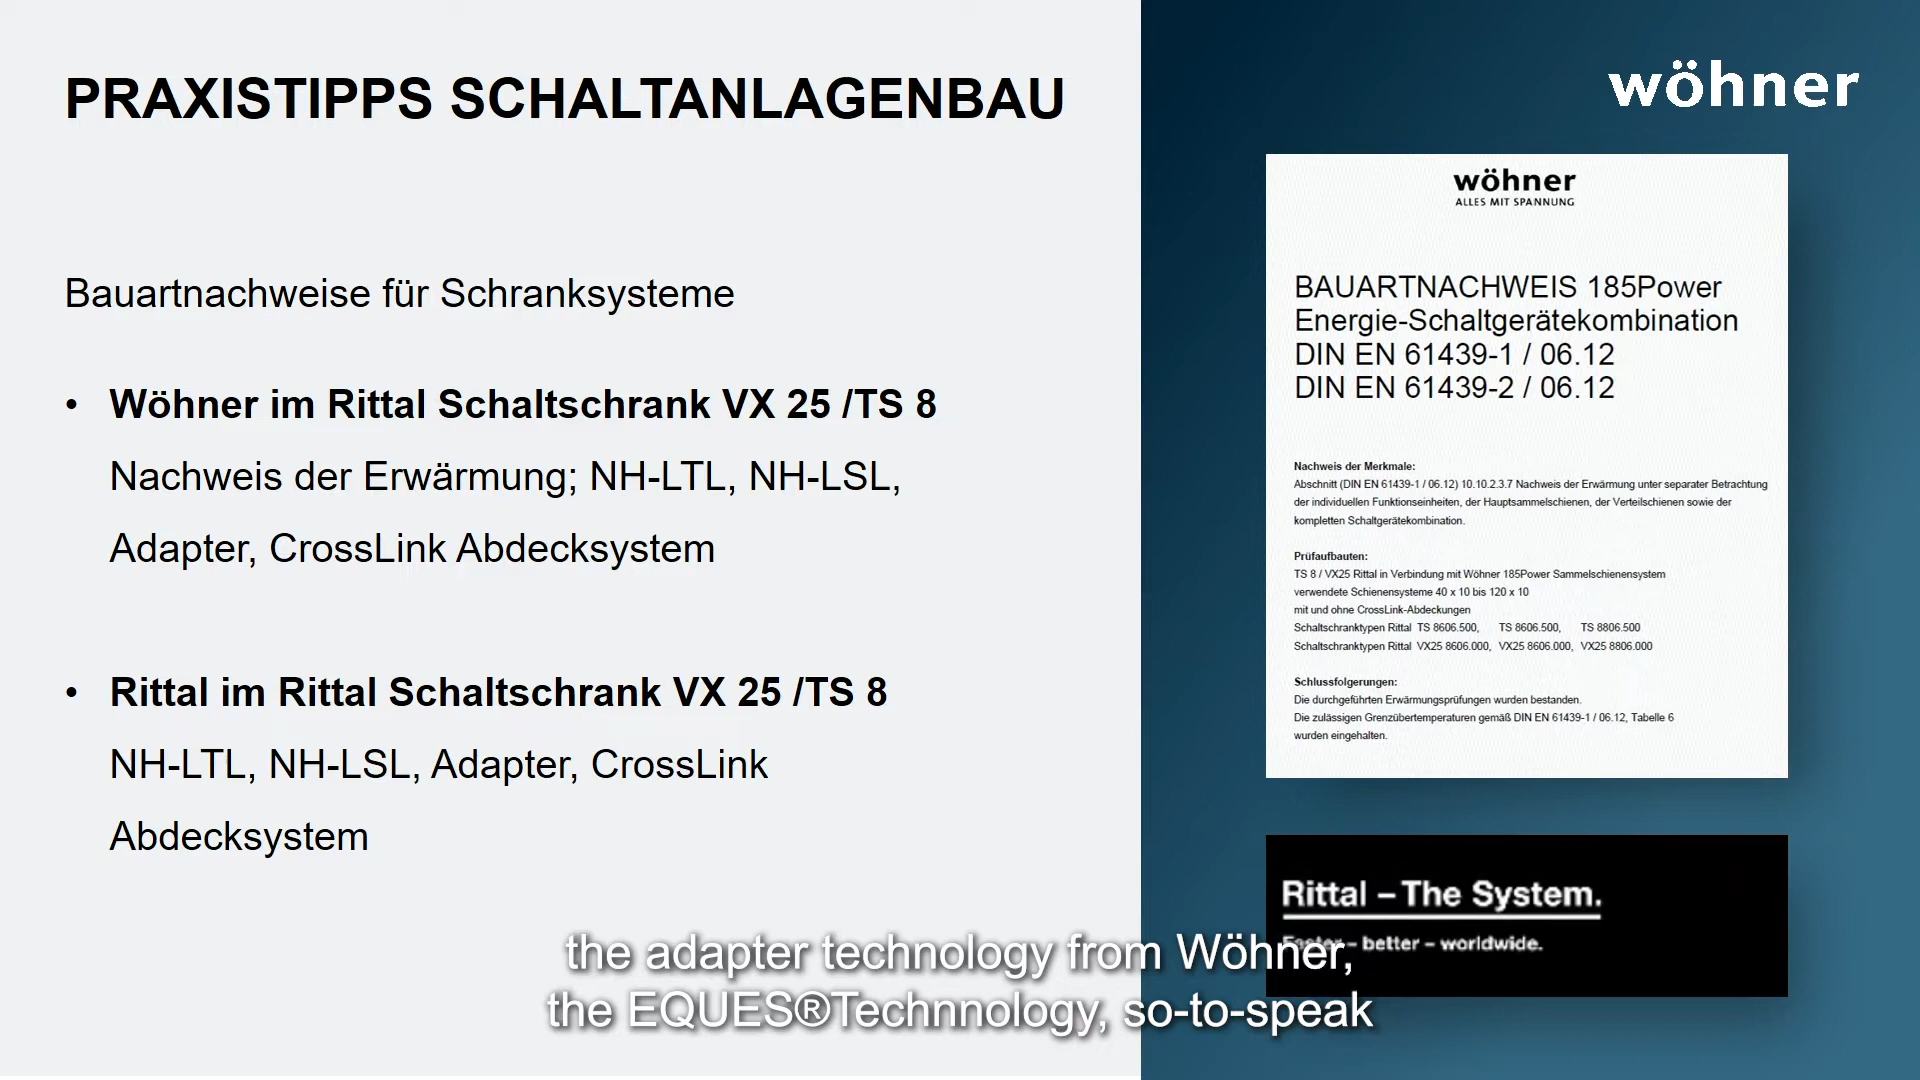 PRAXISTIPPS SCHALTANLAGENBAU
Bauartnachweise für Schranksysteme
• Wöhner im Rittal Schaltschrank VX 25 /TS 8
Nachweis der Erwärmung; NH-LTL, NH-LSL,
Adapter, CrossLink Abdecksystem
• Rittal im Rittal Schaltschrank VX 25 /TS 8
NH-LTL, NH-LSL, Adapter, CrossLink
Abdecksystem
wöhner
wöhner
ALLES MIT SPANNUNG
BAUARTNACHWEIS 185Power
Energie-Schaltgerätekombination
DIN EN 61439-1 / 06.12
DIN EN 61439-2 / 06.12
Nachweis der Merkmale:
Abschnitt (DIN EN 61439-1 / 06.12) 10.10.2.3.7 Nachweis der Erwärmung unter separater Betrachtung
der individuellen Funktionseinheiten, der Hauptsammelschienen, der Verteilschienen sowie der
kompletten Schaltgerätekombination.
Prüfaufbauten:
TS 8 / VX25 Rittal in Verbindung mit Wöhner 185Power Sammelschienensystem
verwendete Schienensysteme 40 x 10 bis 120 x 10
mit und ohne CrossLink-Abdeckungen
Schaltschranktypen Rittal TS 8606.500, TS 8606.500, TS 8806.500
Schaltschranktypen Rittal VX25 8606.000, VX25 8606.000, VX25 8806.000
Schlussfolgerungen:
Die durchgeführten Erwärmungsprüfungen wurden bestanden.
Die zulässigen Grenzübertemperaturen gemäß DIN EN 61439-1 / 06.12, Tabelle 6
wurden eingehalten.
Rittal – The System.
Faster – better – worldwide.
the adapter technology from Wöhner,
the EQUES®Technnology, so-to-speak